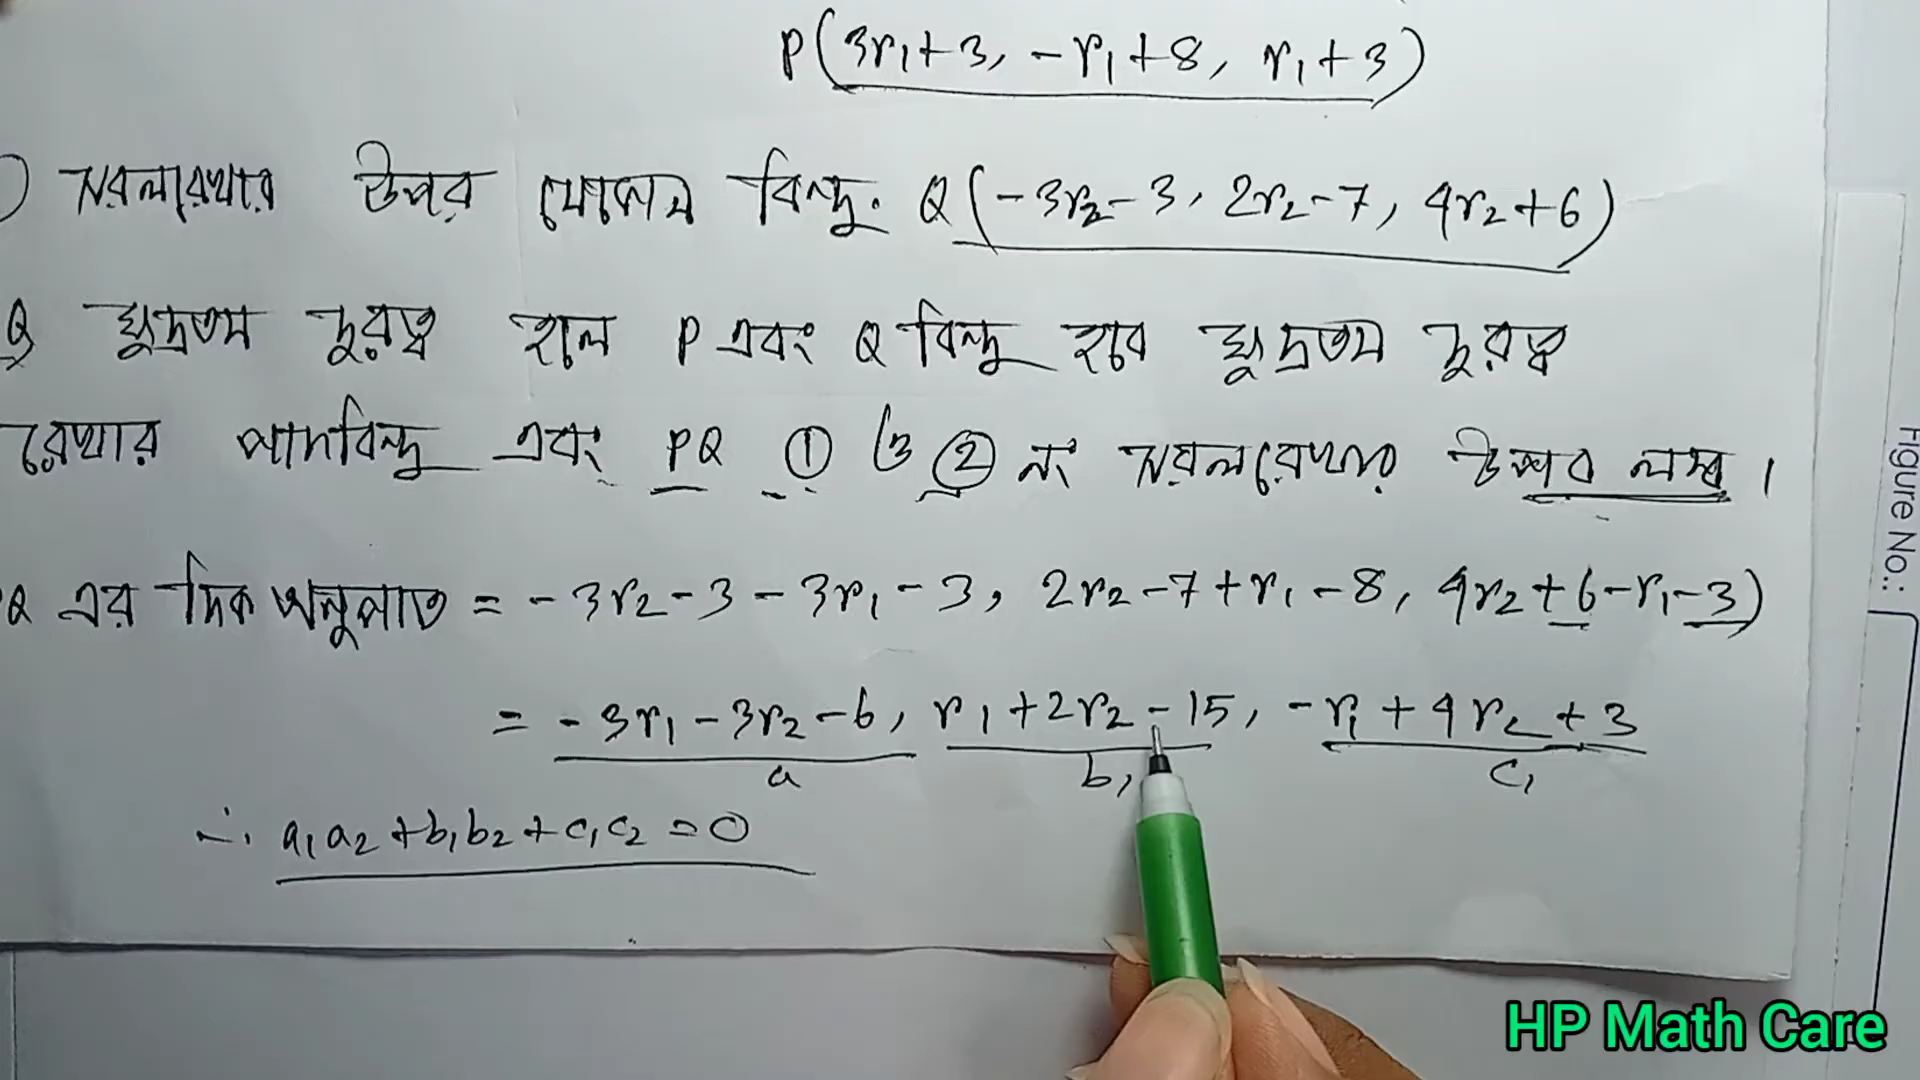 P(3r₁+3, -r₁+8, r₁+3)
) সরলরেখার উপর যেকোন বিন্দু. Q(-3r₂-3, 2r₂-7, 4r₂+6)
Q ক্ষুদ্রতম দুরত্ব হলে P এবং Q বিন্দু হবে ক্ষুদ্রতম দুরত্ব
রেখার পাদবিন্দু এবং PQ ① ও ② নং সরলরেখার উপর লম্ব ।
Q এর দিক অনুপাত = -3r₂-3-3r₁-3, 2r₂-7+r₁-8, 4r₂+6-r₁-3)
= -3r₁-3r₂-6, r₁+2r₂-15, -r₁+4r₂+3
a b₁ c₁
∴ a₁a₂+b₁b₂+c₁c₂=0
Figure No.:
HP Math Care